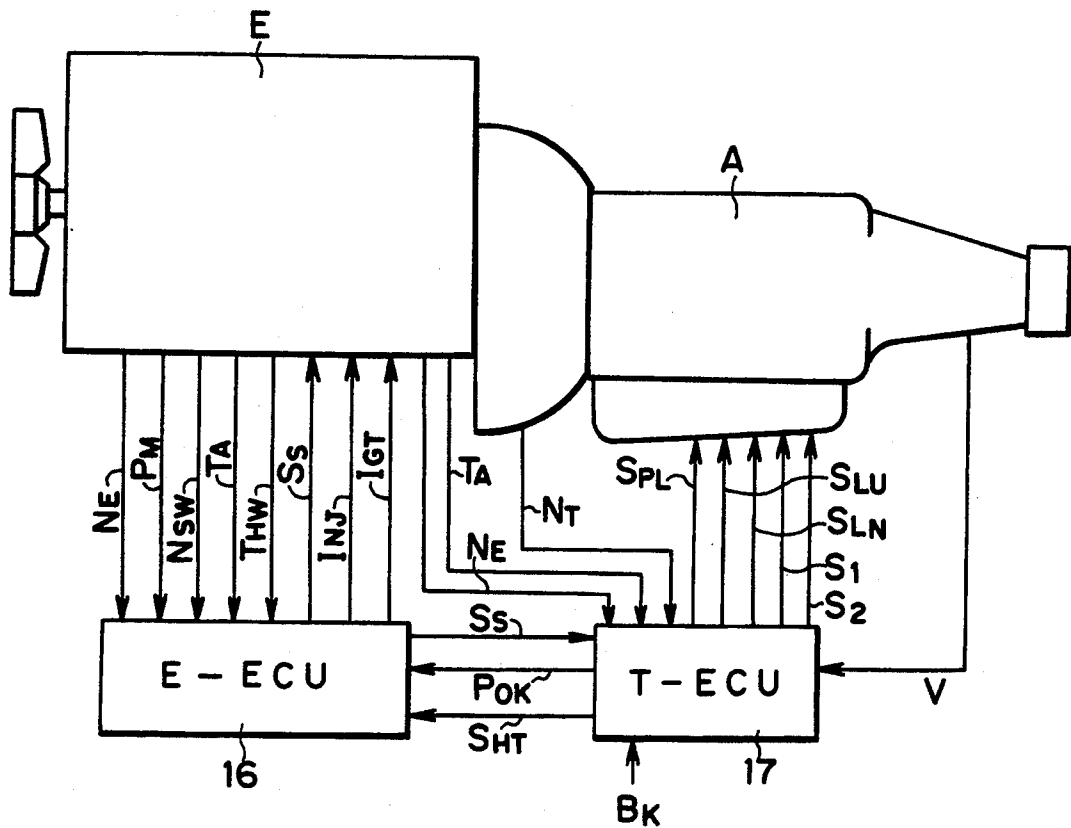 E
A
NE
PM
NSW
TA
THW
SS
INJ
IGT
TA
NT
NE
SPL
SLU
SLN
S1
S2
SS
POK
SHT
V
E-ECU
T-ECU
16
17
BK